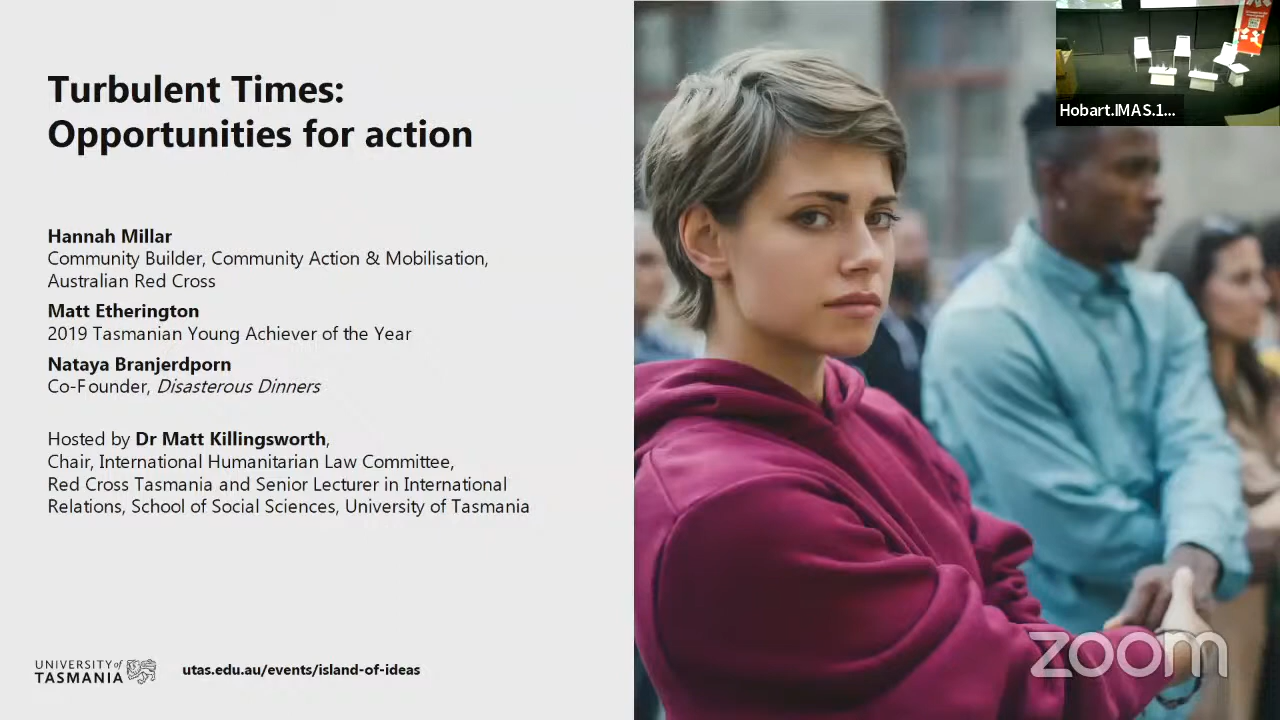 Turbulent Times:
Opportunities for action
Hannah Millar
Community Builder, Community Action & Mobilisation,
Australian Red Cross
Matt Etherington
2019 Tasmanian Young Achiever of the Year
Nataya Branjerdporn
Co-Founder, Disasterous Dinners
Hosted by Dr Matt Killingsworth,
Chair, International Humanitarian Law Committee,
Red Cross Tasmania and Senior Lecturer in International
Relations, School of Social Sciences, University of Tasmania
UNIVERSITY of
TASMANIA
utas.edu.au/events/island-of-ideas
Hobart.IMAS.1...
zoom